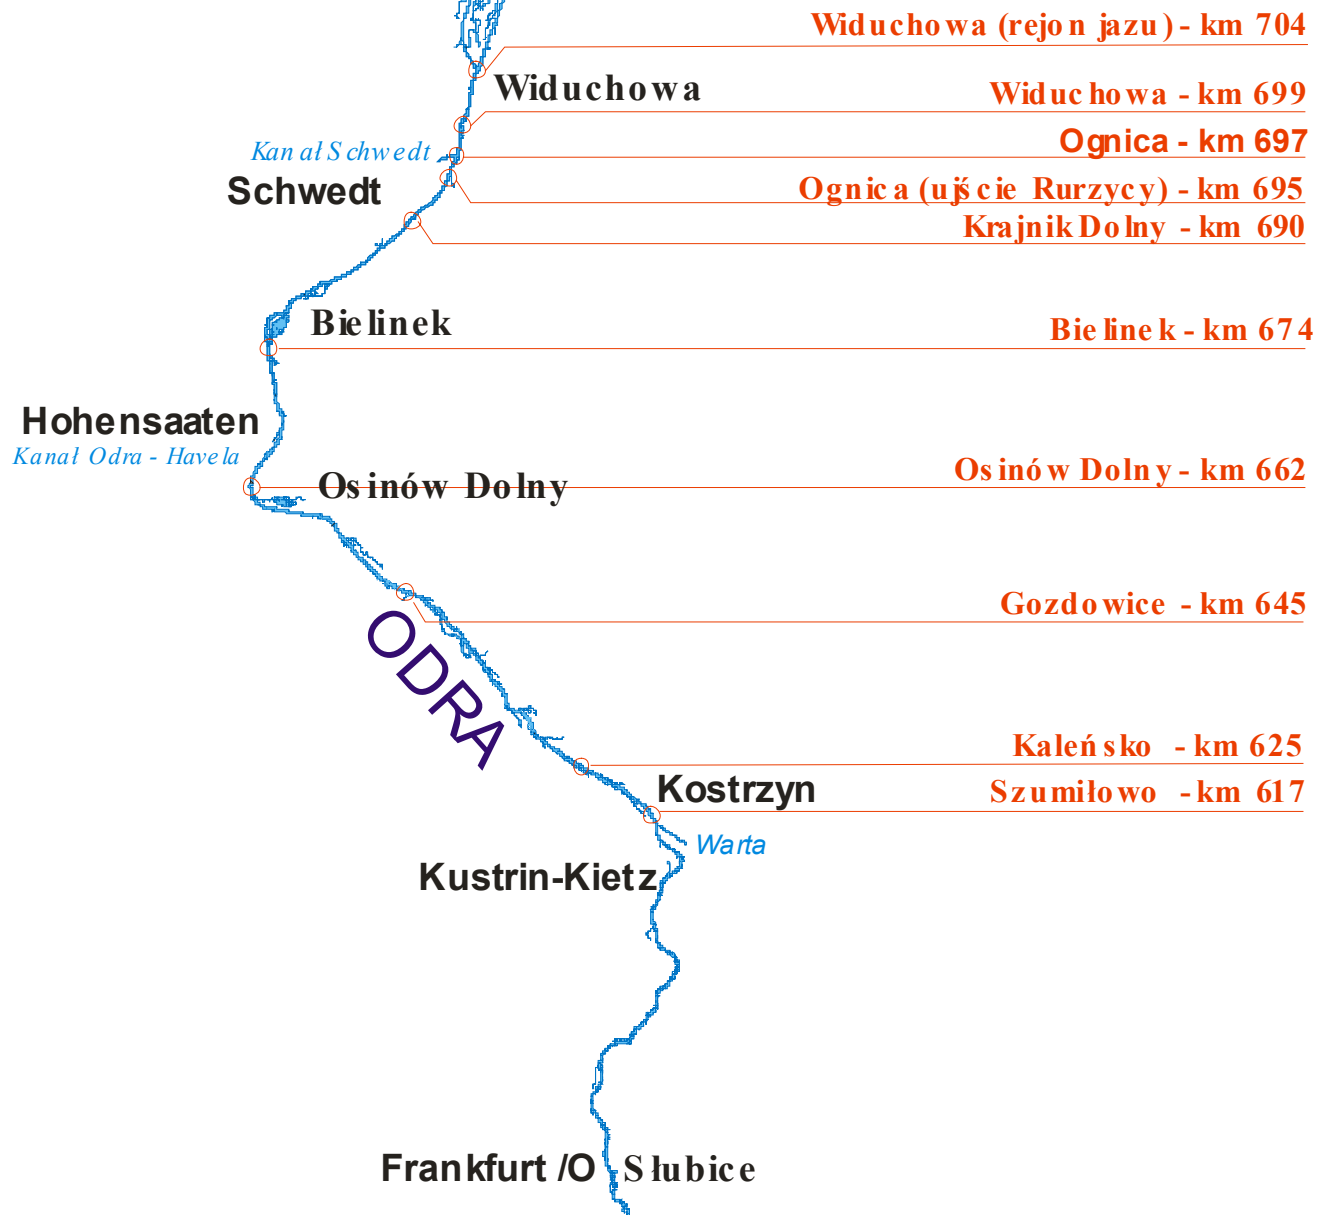 Widuchowa (rejon jazu) - km 704
Widuchowa
Widuchowa - km 699
Ognica - km 697
Kanał Schwedt
Schwedt
Ognica (ujście Rurzycy) - km 695
Krajnik Dolny - km 690
Bielinek
Bielinek - km 674
Hohensaaten
Kanał Odra - Havela
Osinów Dolny
Osinów Dolny - km 662
Gozdowice - km 645
ODRA
Kaleńsko - km 625
Kostrzyn
Szumiłowo - km 617
Warta
Kustrin-Kietz
Frankfurt /O Słubice